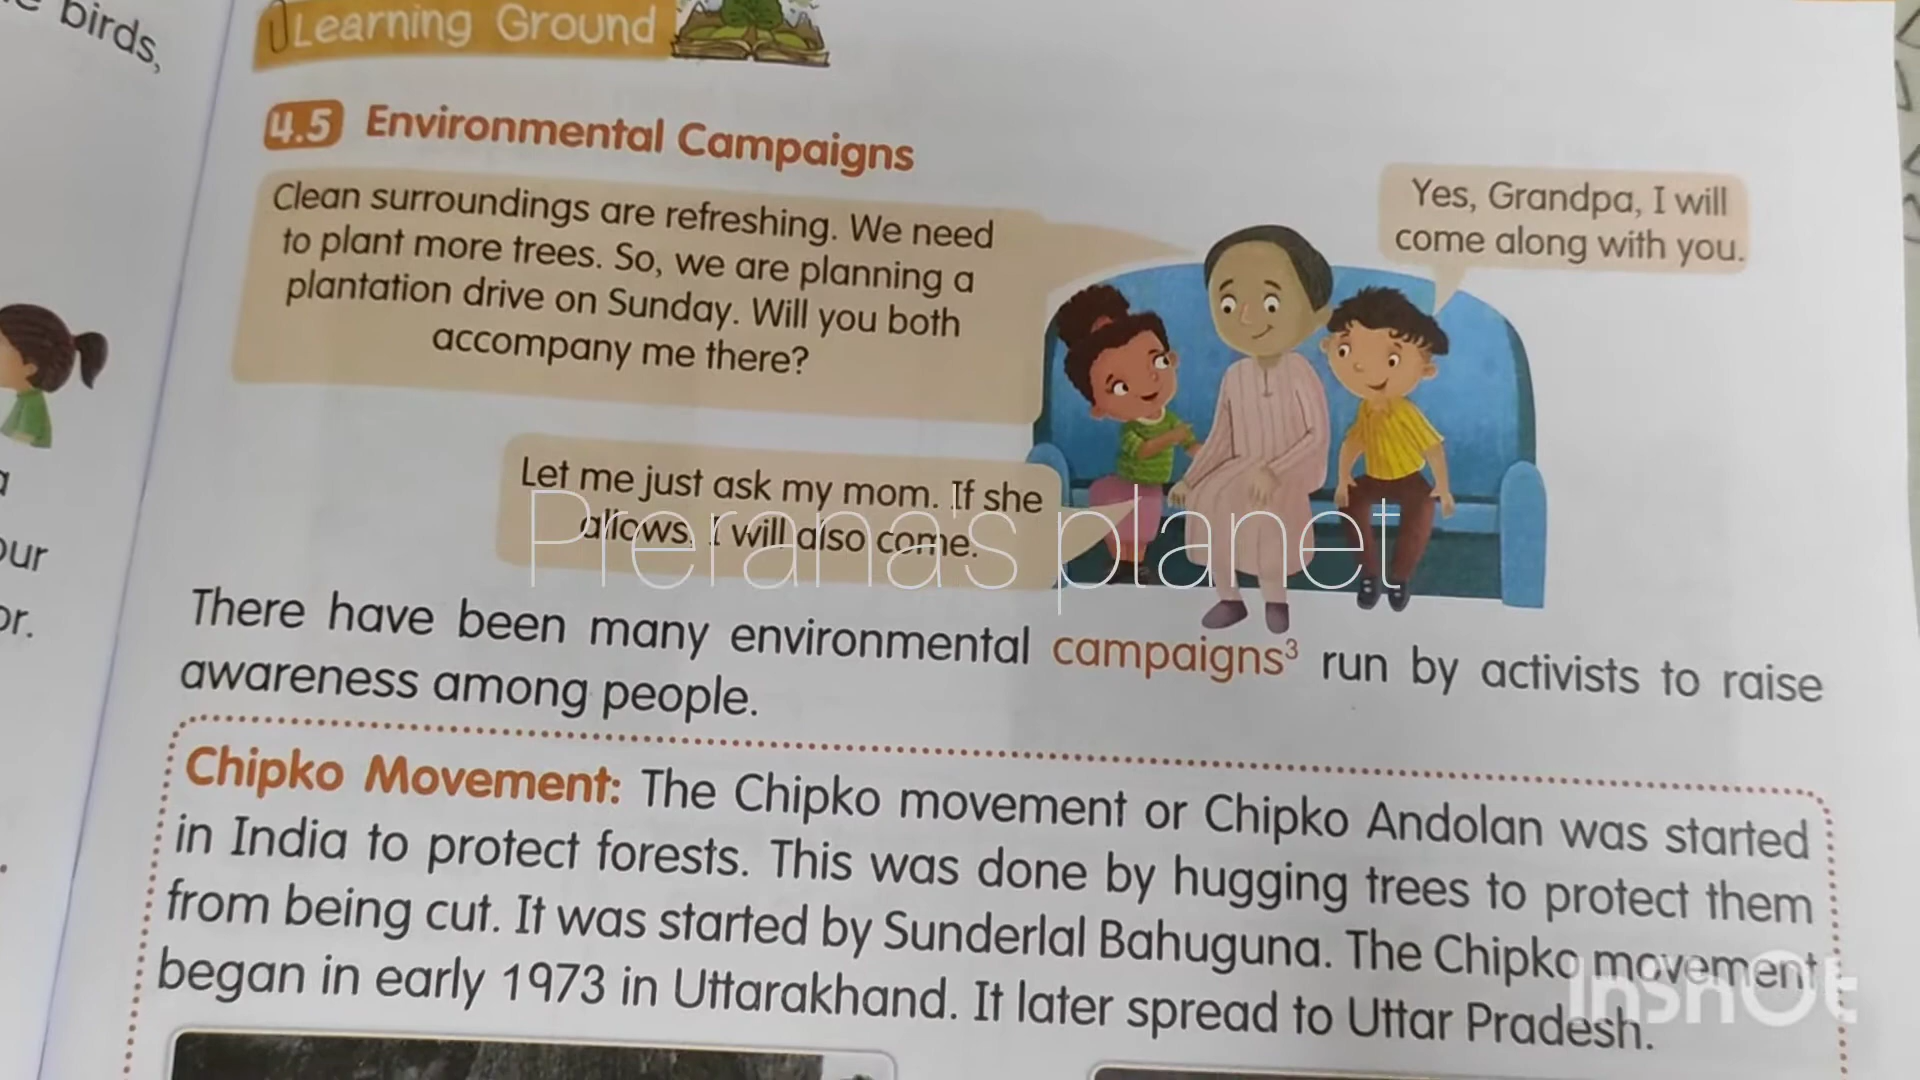 birds,
our
or.
Learning Ground
4.5 Environmental Campaigns
Clean surroundings are refreshing. We need
to plant more trees. So, we are planning a
plantation drive on Sunday. Will you both
accompany me there?
Yes, Grandpa, I will
come along with you.
Let me just ask my mom. If she
allows, I will also come.
Prerana's planet
There have been many environmental campaigns³ run by activists to raise
awareness among people.
Chipko Movement: The Chipko movement or Chipko Andolan was started
in India to protect forests. This was done by hugging trees to protect them
from being cut. It was started by Sunderlal Bahuguna. The Chipko movement
began in early 1973 in Uttarakhand. It later spread to Uttar Pradesh.
InShOt